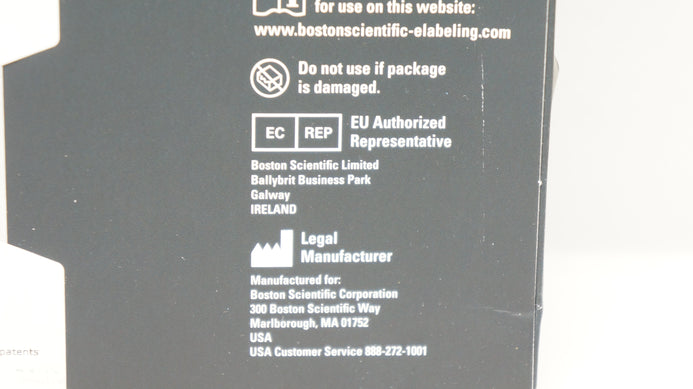 for use on this website:
www.bostonscientific-elabeling.com
Do not use if package
is damaged.
EC REP
EU Authorized
Representative
Boston Scientific Limited
Ballybrit Business Park
Galway
IRELAND
Legal
Manufacturer
Manufactured for:
Boston Scientific Corporation
300 Boston Scientific Way
Marlborough, MA 01752
USA
USA Customer Service 888-272-1001
patents